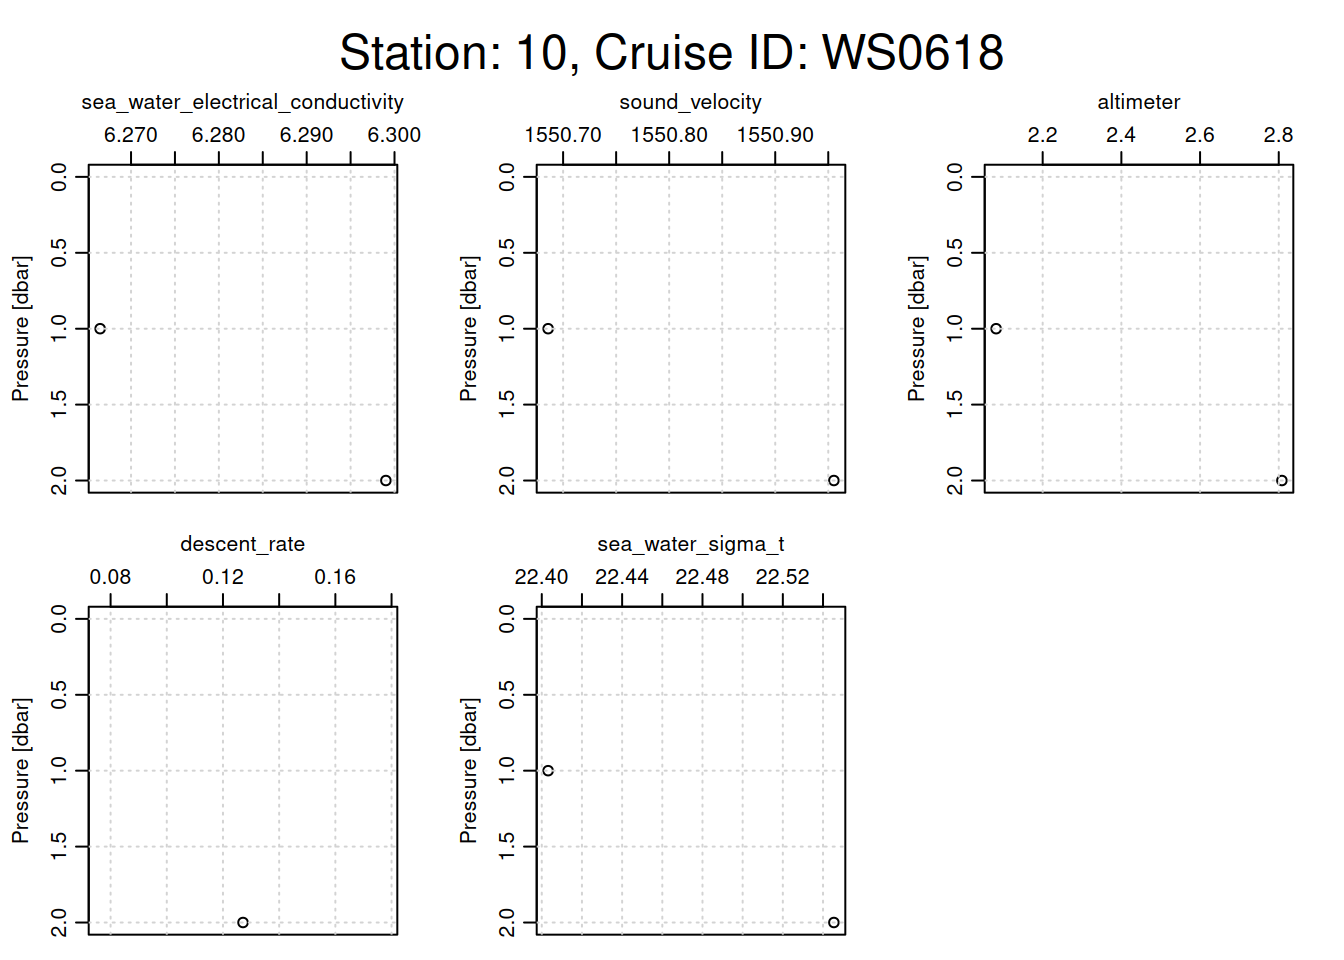 Station: 10, Cruise ID: WS0618
sea_water_electrical_conductivity
6.270 6.280 6.290 6.300
Pressure [dbar]
0.0
0.5
1.0
1.5
2.0
sound_velocity
1550.70 1550.80 1550.90
Pressure [dbar]
0.0
0.5
1.0
1.5
2.0
altimeter
2.2 2.4 2.6 2.8
Pressure [dbar]
0.0
0.5
1.0
1.5
2.0
descent_rate
0.08 0.12 0.16
Pressure [dbar]
0.0
0.5
1.0
1.5
2.0
sea_water_sigma_t
22.40 22.44 22.48 22.52
Pressure [dbar]
0.0
0.5
1.0
1.5
2.0